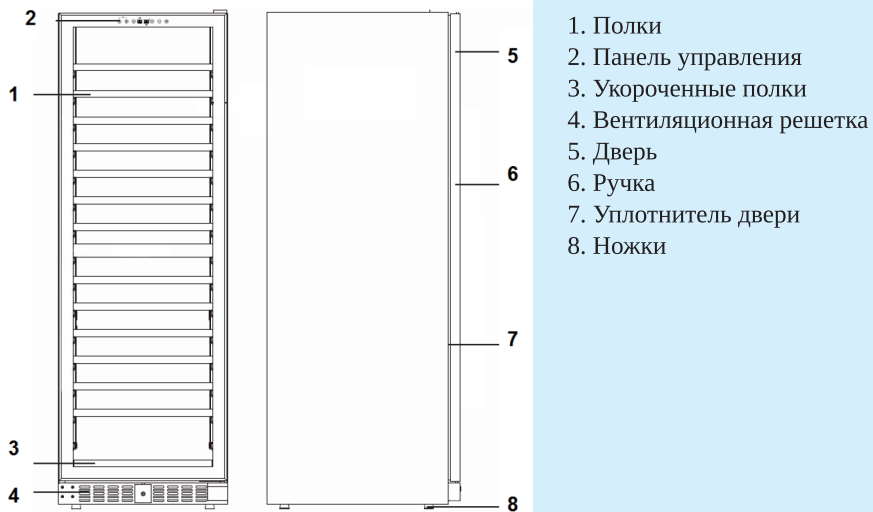 2
1
3
4
5
6
7
8
1. Полки
2. Панель управления
3. Укороченные полки
4. Вентиляционная решетка
5. Дверь
6. Ручка
7. Уплотнитель двери
8. Ножки